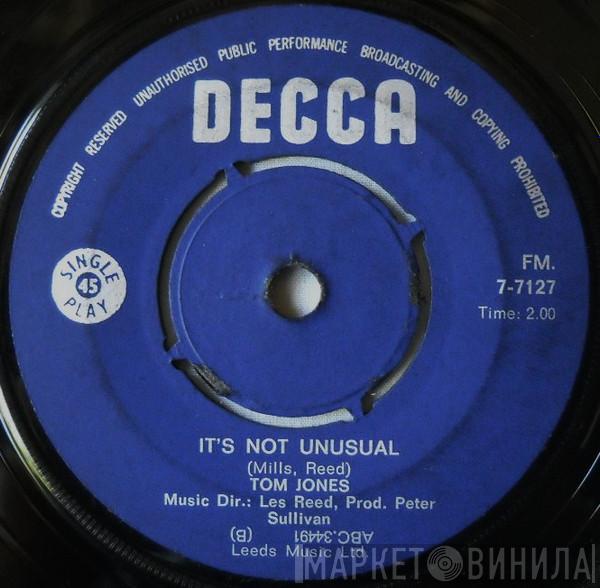 COPYRIGHT RESERVED UNAUTHORISED PUBLIC PERFORMANCE BROADCASTING AND COPYING PROHIBITED
DECCA
SINGLE
45
PLAY
FM.
7-7127
Time: 2.00
IT'S NOT UNUSUAL
(Mills, Reed)
TOM JONES
Music Dir.: Les Reed, Prod. Peter
Sullivan
ABC.34491 (B)
Leeds Music Ltd.
МАРКЕТ ВИНИЛА